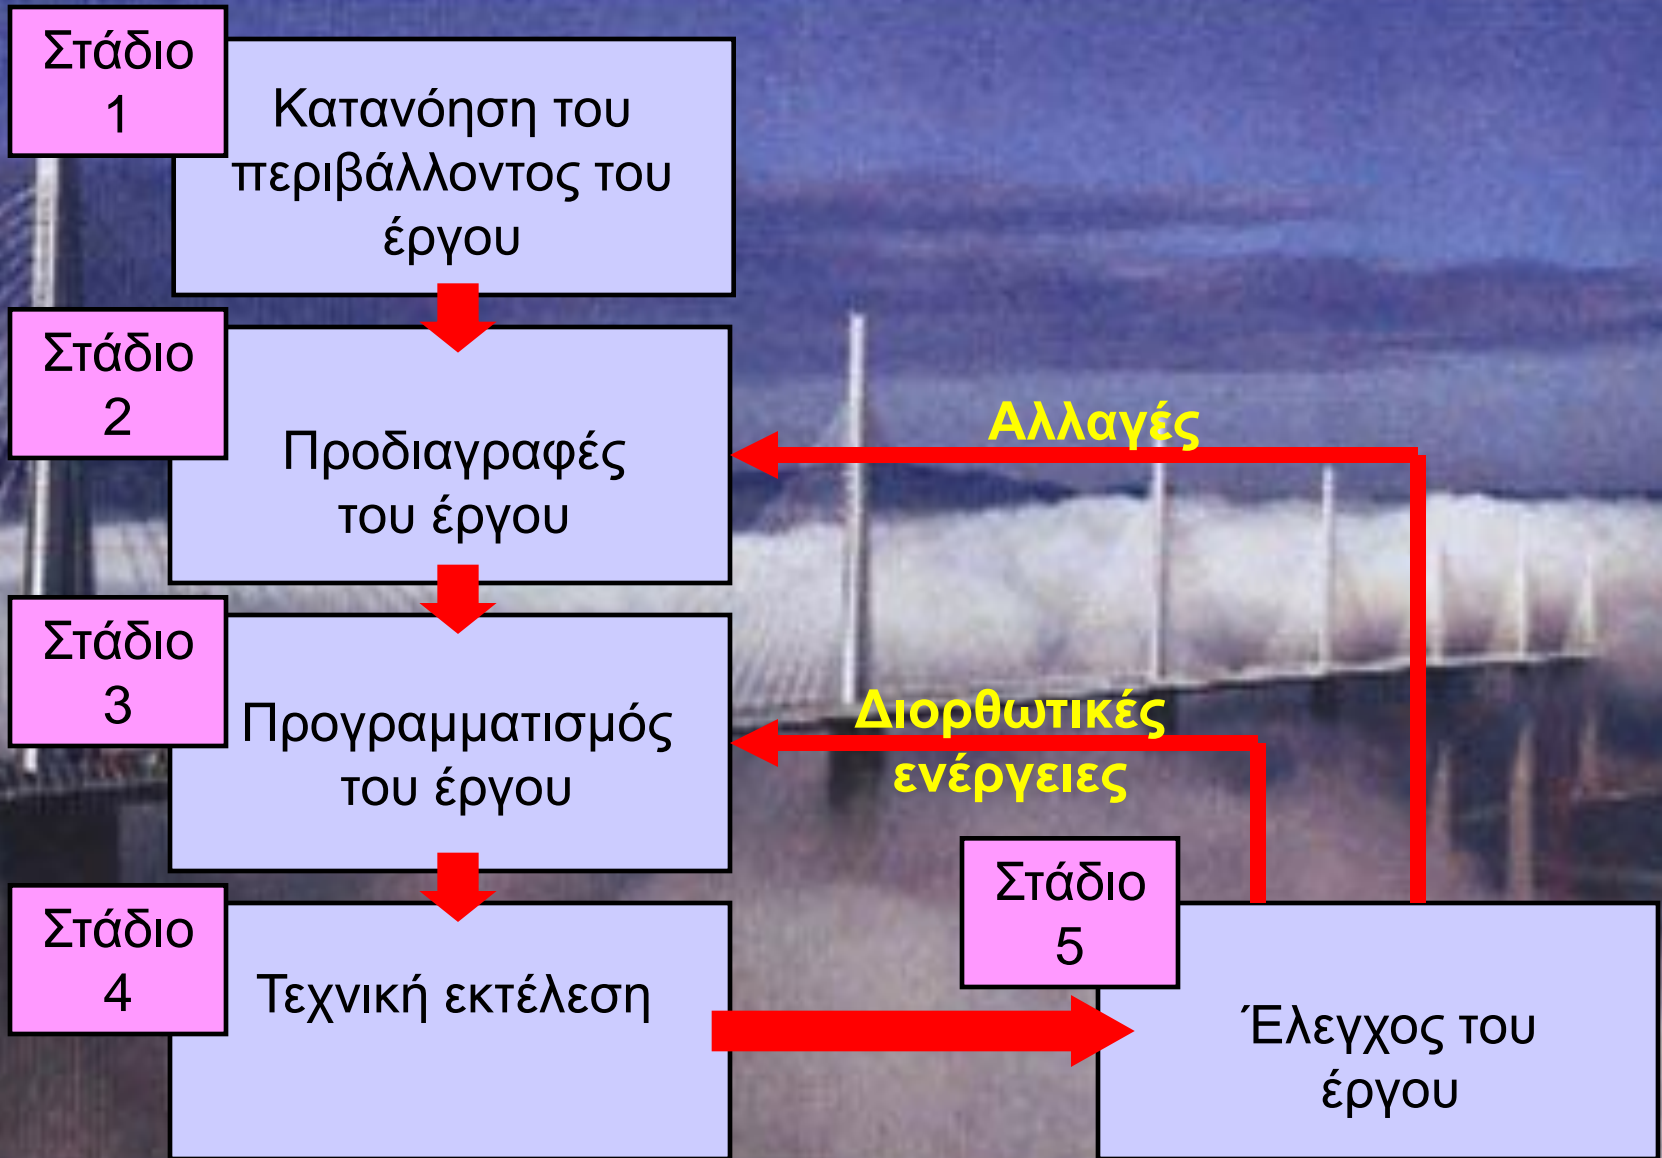 Στάδιο
1
Κατανόηση του
περιβάλλοντος του
έργου
Στάδιο
2
Προδιαγραφές
του έργου
Αλλαγές
Στάδιο
3
Προγραμματισμός
του έργου
Διορθωτικές
ενέργειες
Στάδιο
4
Τεχνική εκτέλεση
Στάδιο
5
Έλεγχος του
έργου